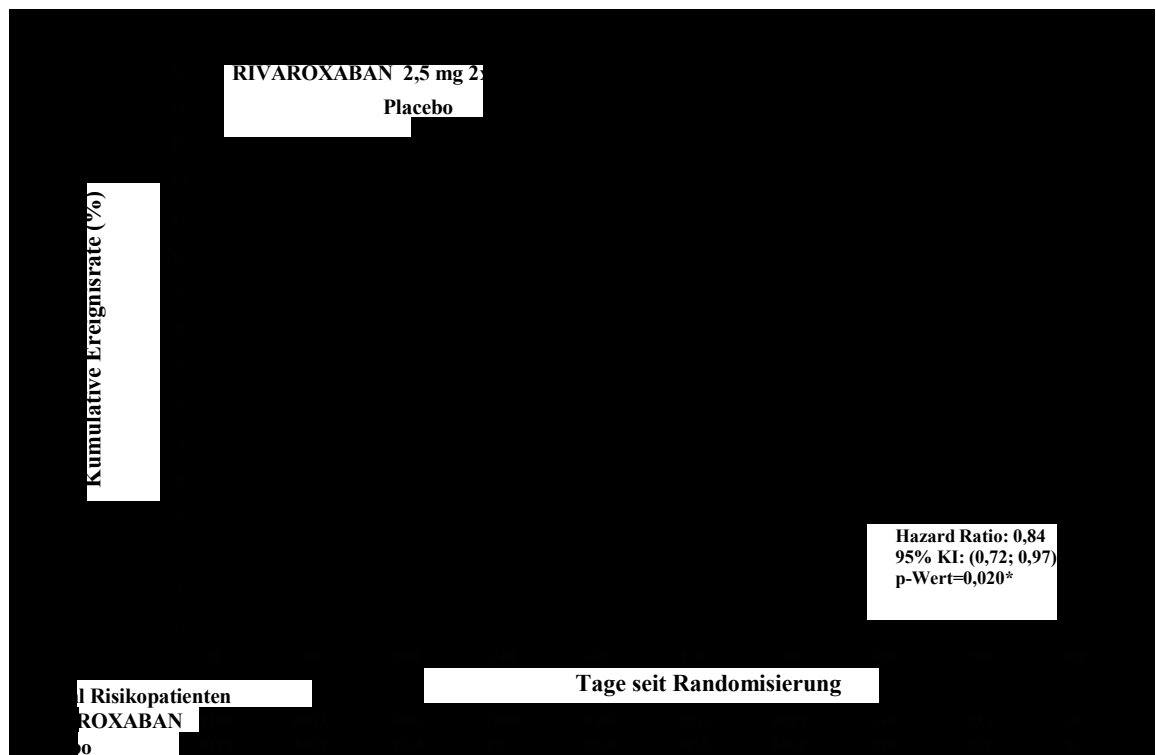 RIVAROXABAN 2,5 mg
Placebo
Kumulative Ereignisrate (%)
Hazard Ratio: 0,84
95% KI: (0,72; 0,97)
p-Wert=0,020*
Tage seit Randomisierung
Risikopatienten
ROXABAN